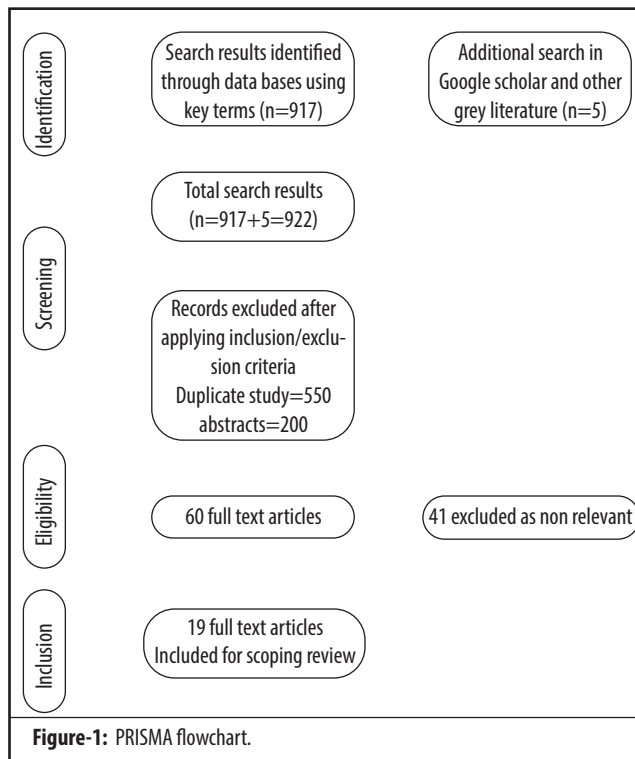 Identification
Search results identified
through data bases using
key terms (n=917)
Additional search in
Google scholar and other
grey literature (n=5)
Total search results
(n=917+5=922)
Screening
Records excluded after
applying inclusion/exclu-
sion criteria
Duplicate study=550
abstracts=200
Eligibility
60 full text articles
41 excluded as non relevant
Inclusion
19 full text articles
Included for scoping review
Figure-1: PRISMA flowchart.